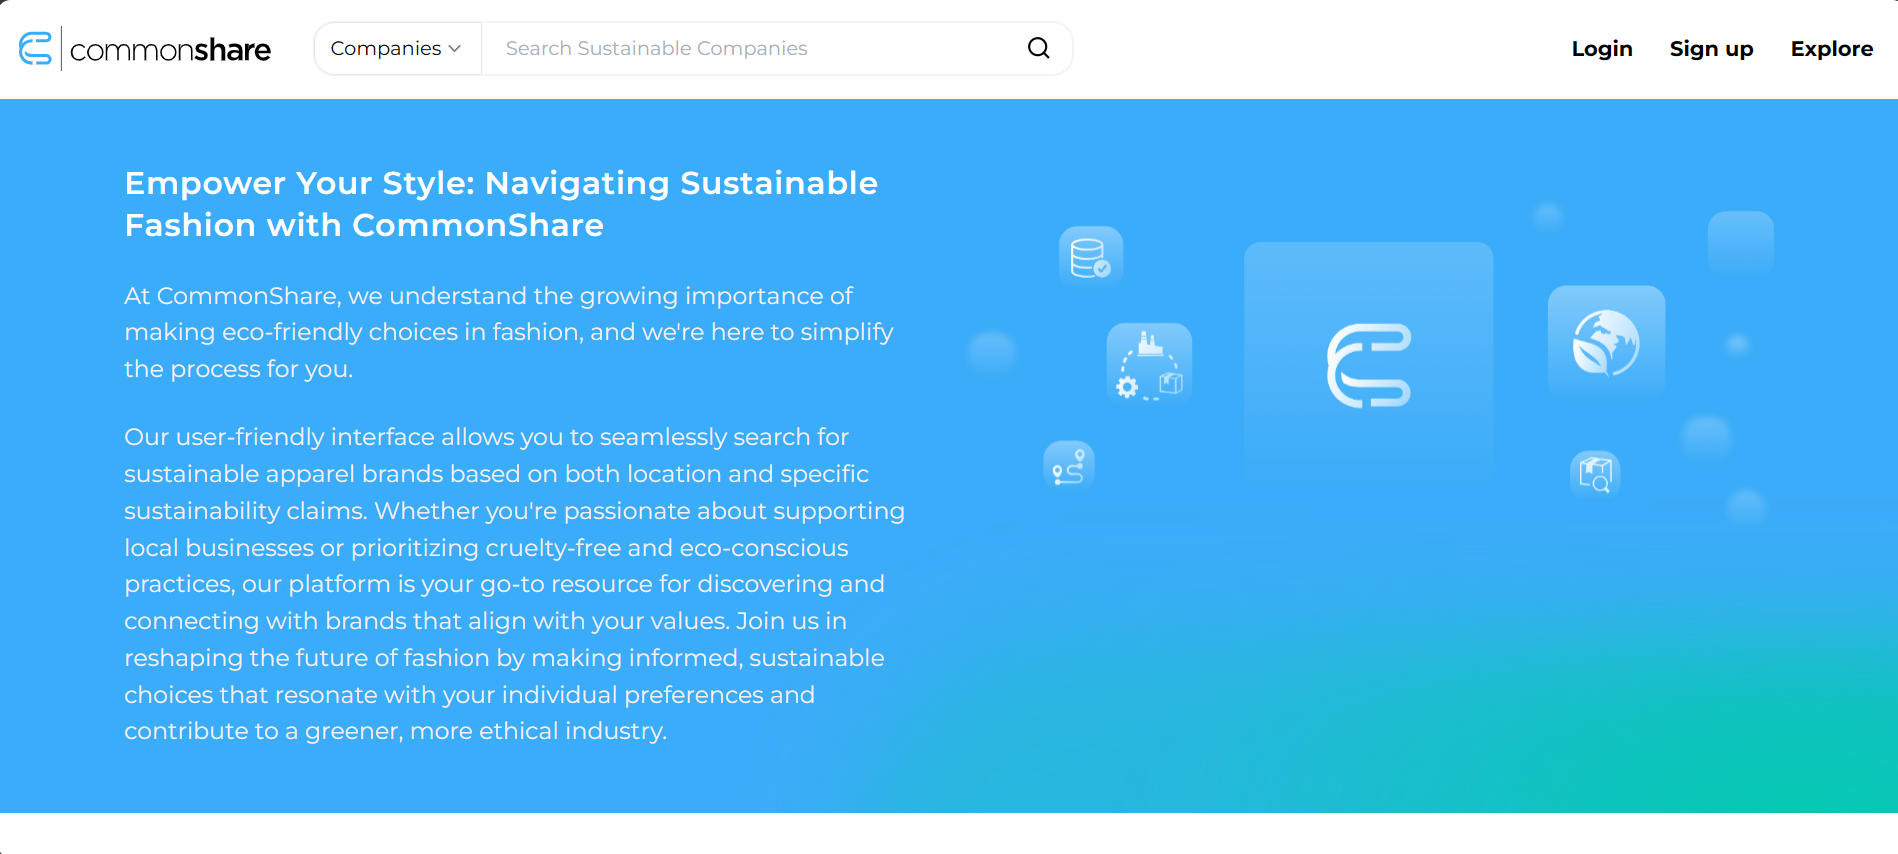 commonshare
Companies
Search Sustainable Companies
Login
Sign up
Explore
Empower Your Style: Navigating Sustainable
Fashion with CommonShare
At CommonShare, we understand the growing importance of
making eco-friendly choices in fashion, and we're here to simplify
the process for you.
Our user-friendly interface allows you to seamlessly search for
sustainable apparel brands based on both location and specific
sustainability claims. Whether you're passionate about supporting
local businesses or prioritizing cruelty-free and eco-conscious
practices, our platform is your go-to resource for discovering and
connecting with brands that align with your values. Join us in
reshaping the future of fashion by making informed, sustainable
choices that resonate with your individual preferences and
contribute to a greener, more ethical industry.